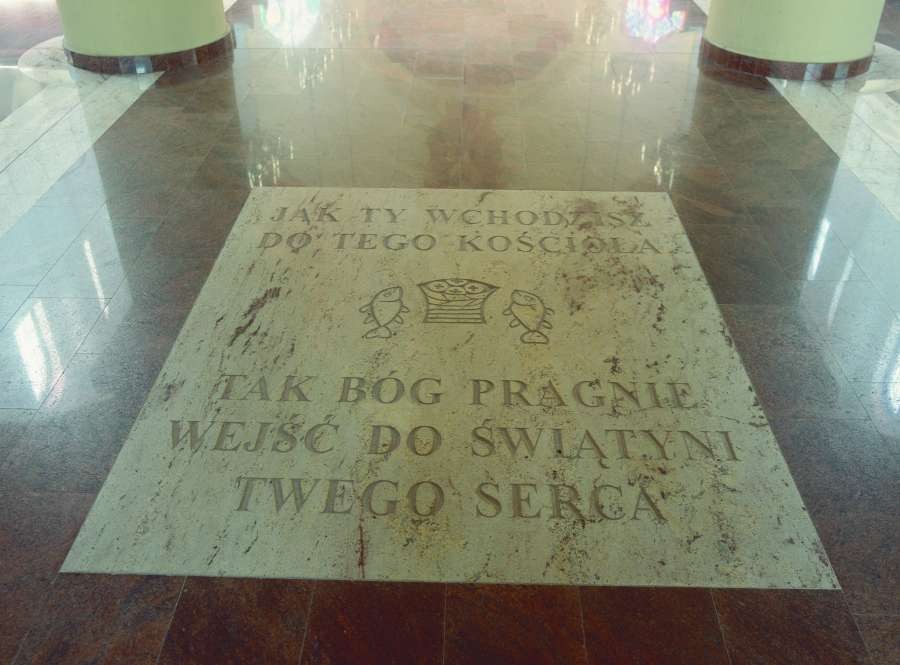 JAK TY WCHODZISZ
DO TEGO KOŚCIOŁA
TAK BÓG PRAGNIE
WEJŚĆ DO ŚWIĄTYNI
TWEGO SERCA